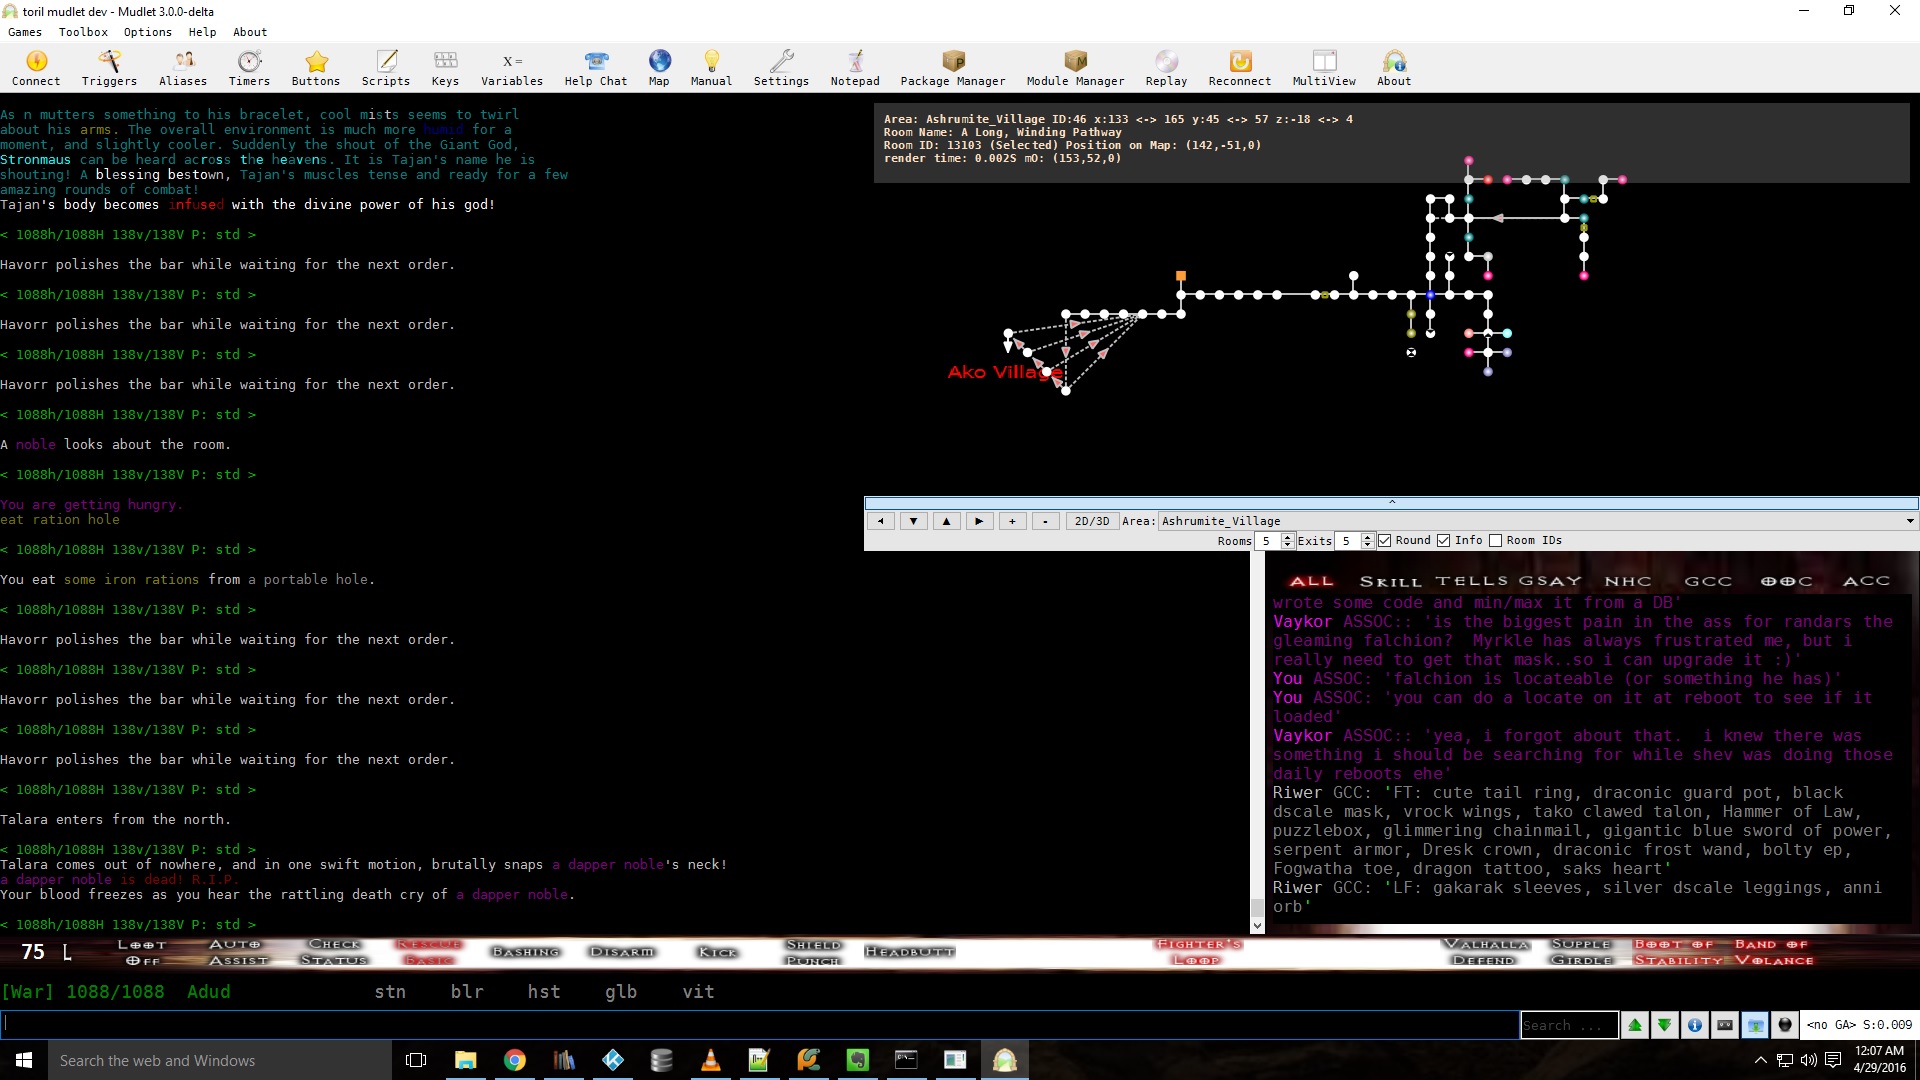 toril mudlet dev - Mudlet 3.0.0-delta
Games Toolbox Options Help About
Connect Triggers Aliases Timers Buttons Scripts Keys Variables Help Chat Map Manual Settings Notepad Package Manager Module Manager Replay Reconnect MultiView About
As n mutters something to his bracelet, cool mists seems to twirl
about his arms. The overall environment is much more humid for a
moment, and slightly cooler. Suddenly the shout of the Giant God,
Stronmaus can be heard across the heavens. It is Tajan's name he is
shouting! A blessing bestown, Tajan's muscles tense and ready for a few
amazing rounds of combat!
Tajan's body becomes infused with the divine power of his god!
< 1088h/1088H 138v/138V P: std >
Havorr polishes the bar while waiting for the next order.
< 1088h/1088H 138v/138V P: std >
Havorr polishes the bar while waiting for the next order.
< 1088h/1088H 138v/138V P: std >
Havorr polishes the bar while waiting for the next order.
< 1088h/1088H 138v/138V P: std >
A noble looks about the room.
< 1088h/1088H 138v/138V P: std >
You are getting hungry.
eat ration hole
< 1088h/1088H 138v/138V P: std >
You eat some iron rations from a portable hole.
< 1088h/1088H 138v/138V P: std >
Havorr polishes the bar while waiting for the next order.
< 1088h/1088H 138v/138V P: std >
Havorr polishes the bar while waiting for the next order.
< 1088h/1088H 138v/138V P: std >
Havorr polishes the bar while waiting for the next order.
< 1088h/1088H 138v/138V P: std >
Talara enters from the north.
< 1088h/1088H 138v/138V P: std >
Talara comes out of nowhere, and in one swift motion, brutally snaps a dapper noble's neck!
a dapper noble is dead! R.I.P.
Your blood freezes as you hear the rattling death cry of a dapper noble.
< 1088h/1088H 138v/138V P: std >
Area: Ashrumite_Village ID:46 x:133 <-> 165 y:45 <-> 57 z:-18 <-> 4
Room Name: A Long, Winding Pathway
Room ID: 13103 (Selected) Position on Map: (142,-51,0)
render time: 0.002S mO: (153,52,0)
Ako Village
+ - 2D/3D Area: Ashrumite_Village
Rooms 5 Exits 5 Round Info Room IDs
ALL SKILL TELLS GSAY NHC GCC OOC ACC
wrote some code and min/max it from a DB'
Vaykor ASSOC:: 'is the biggest pain in the ass for randars the
gleaming falchion? Myrkle has always frustrated me, but i
really need to get that mask..so i can upgrade it :)'
You ASSOC: 'falchion is locateable (or something he has)'
You ASSOC: 'you can do a locate on it at reboot to see if it
loaded'
Vaykor ASSOC:: 'yea, i forgot about that. i knew there was
something i should be searching for while shev was doing those
daily reboots ehe'
Riwer GCC: 'FT: cute tail ring, draconic guard pot, black
dscale mask, vrock wings, tako clawed talon, Hammer of Law,
puzzlebox, glimmering chainmail, gigantic blue sword of power,
serpent armor, Dresk crown, draconic frost wand, bolty ep,
Fogwatha toe, dragon tattoo, saks heart'
Riwer GCC: 'LF: gakarak sleeves, silver dscale leggings, anni
orb'
75 L
LOOT OFF
AUTO ASSIST
CHECK STATUS
RESCUE BASIC
BASHING
DISARM
KICK
SHIELD PUNCH
HEADBUTT
FIGHTER'S LOOP
VALHALLA DEFEND
SUPPLE GIRDLE
BOOT OF STABILITY
BAND OF VOLANCE
[War] 1088/1088 Adud stn blr hst glb vit
Search ...
<no GA> S:0.009
Search the web and Windows
12:07 AM
4/29/2016